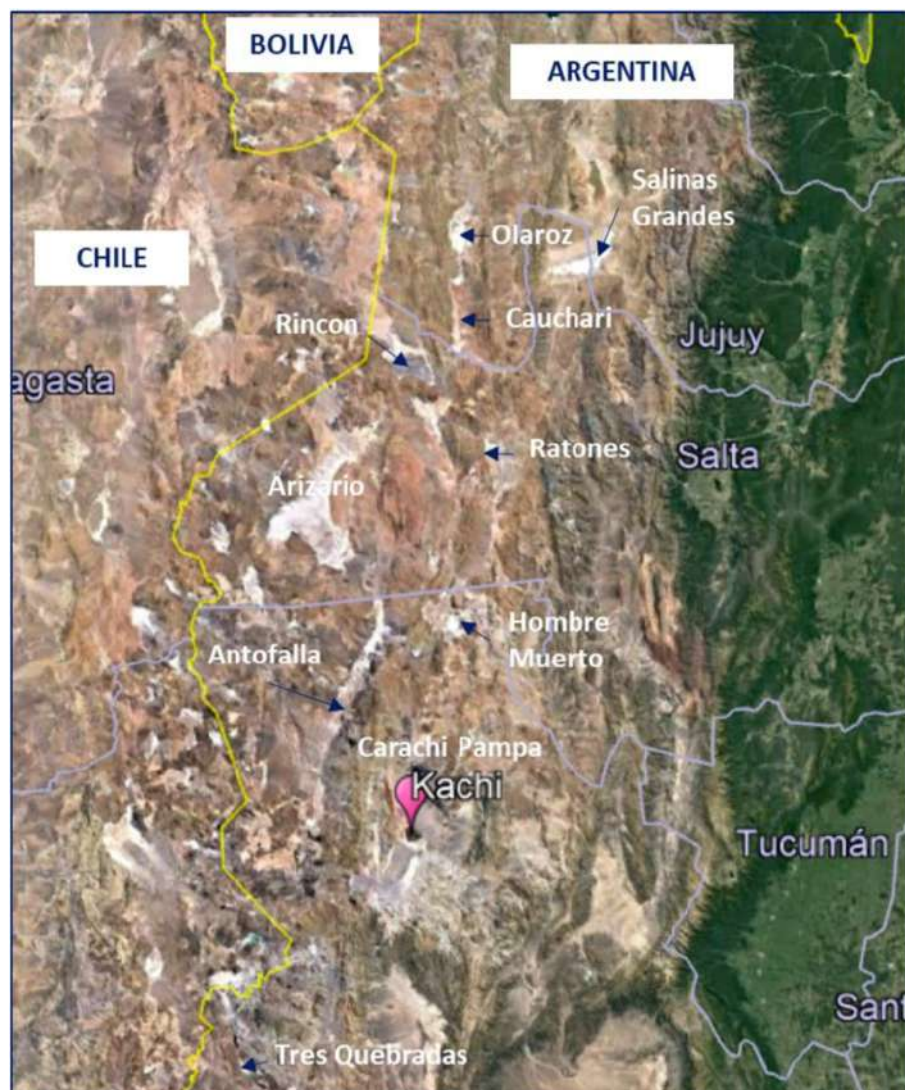 BOLIVIA
ARGENTINA
Salinas
Grandes
Olaroz
CHILE
Cauchari
Rincon
Jujuy
agasta
Ratones
Salta
Arizario
Hombre
Muerto
Antofalla
Carachi Pampa
Kachi
Tucumán
Sant
Tres Quebradas